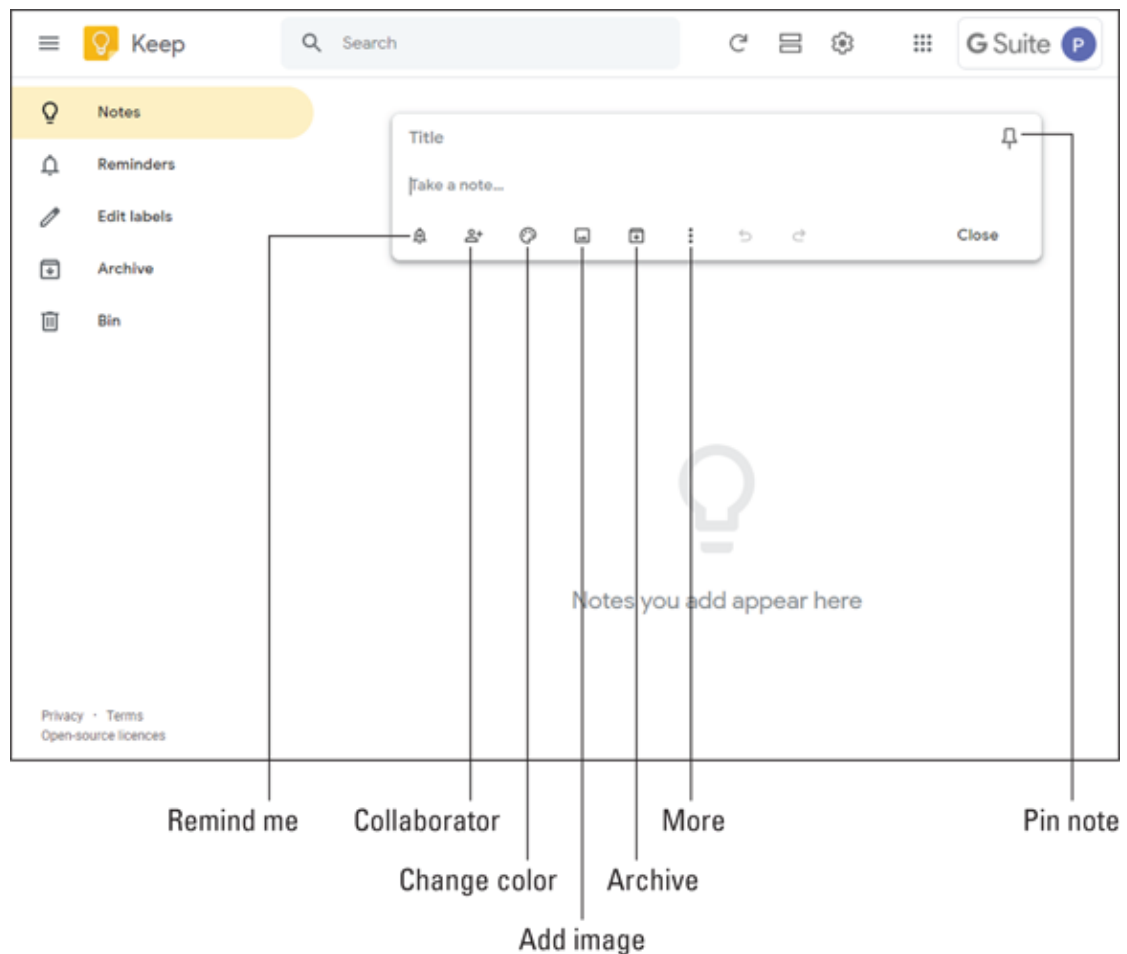 Keep
Search
G Suite P
Notes
Title
Reminders
Take a note...
Edit labels
Close
Archive
Bin
Notes you add appear here
Privacy · Terms
Open-source licences
Remind me
Collaborator
More
Pin note
Change color
Archive
Add image